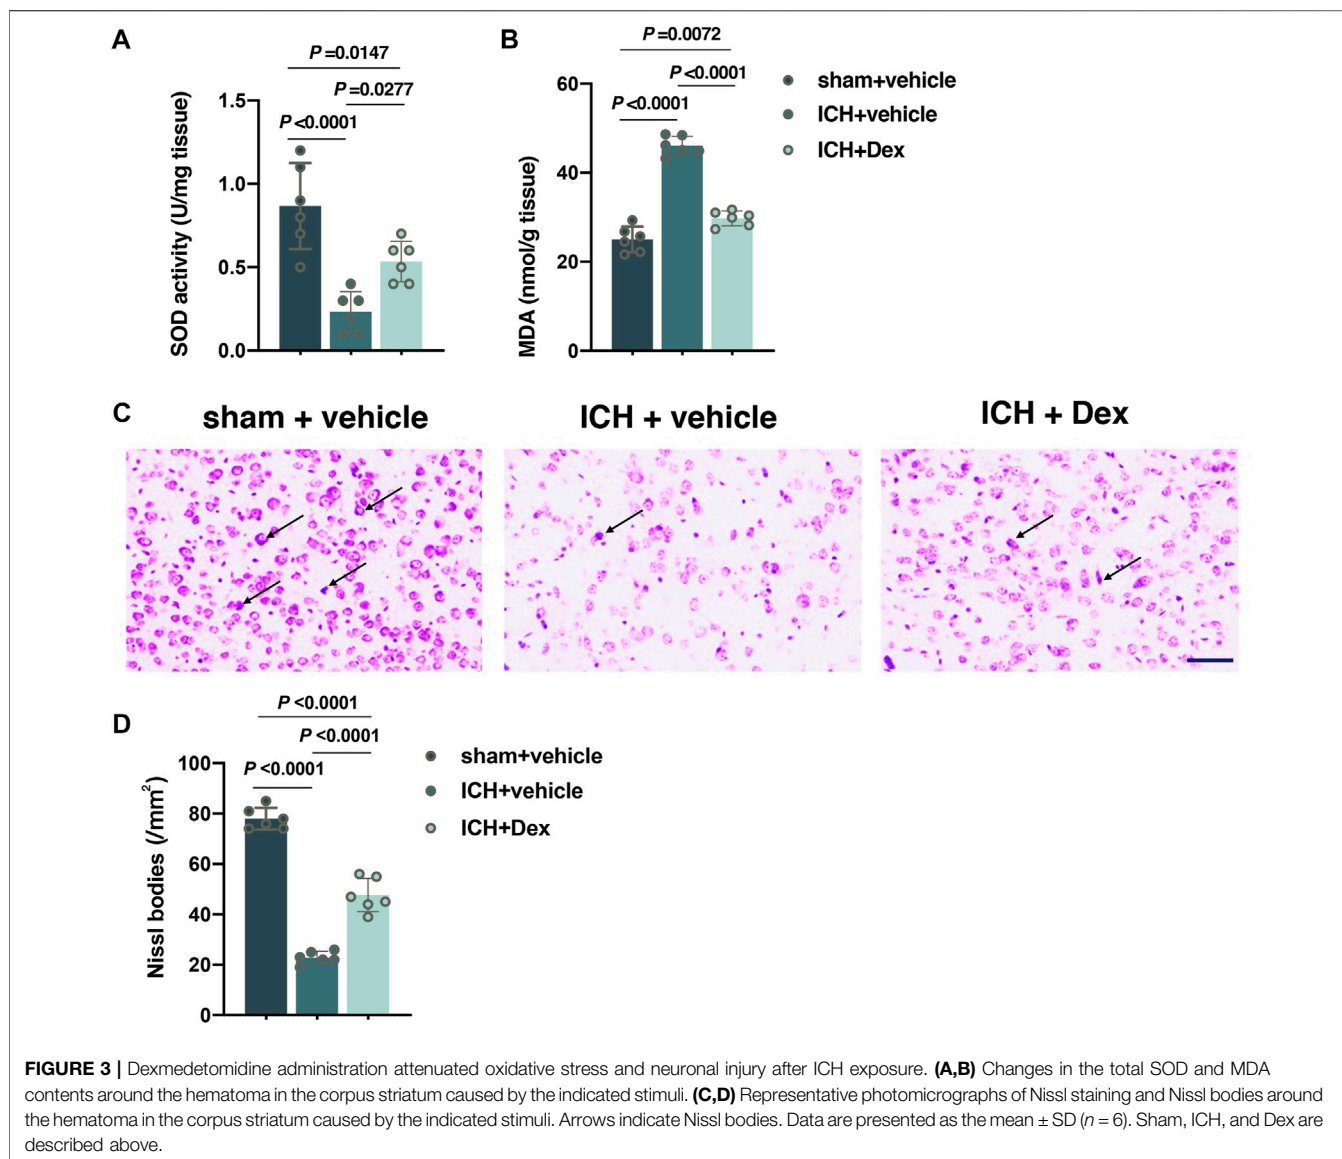 A
P =0.0147
P =0.0277
P <0.0001
SOD activity (U/mg tissue)
1.5
1.0
0.5
0.0
B
P =0.0072
P <0.0001
P <0.0001
MDA (nmol/g tissue)
60
40
20
0
sham+vehicle
ICH+vehicle
ICH+Dex
C
sham + vehicle
ICH + vehicle
ICH + Dex
D
P <0.0001
P <0.0001
P <0.0001
Nissl bodies (/mm²)
100
80
60
40
20
0
sham+vehicle
ICH+vehicle
ICH+Dex
FIGURE 3 | Dexmedetomidine administration attenuated oxidative stress and neuronal injury after ICH exposure. (A,B) Changes in the total SOD and MDA
contents around the hematoma in the corpus striatum caused by the indicated stimuli. (C,D) Representative photomicrographs of Nissl staining and Nissl bodies around
the hematoma in the corpus striatum caused by the indicated stimuli. Arrows indicate Nissl bodies. Data are presented as the mean ± SD (n = 6). Sham, ICH, and Dex are
described above.